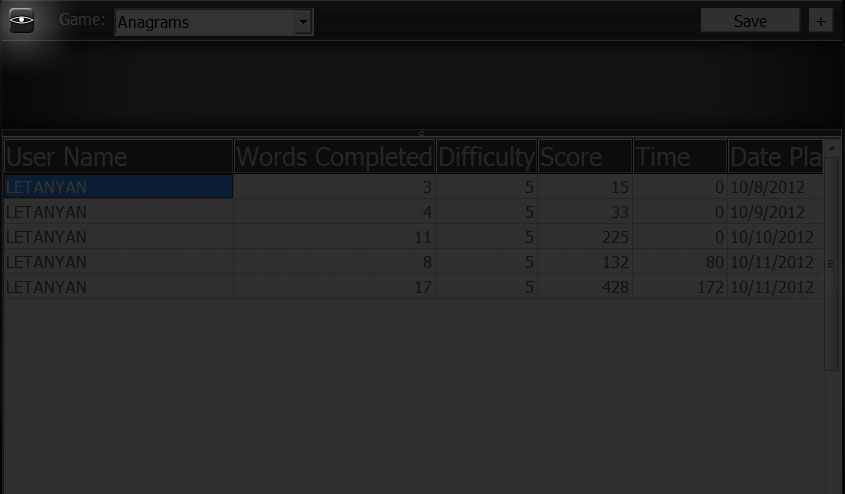 Game: Anagrams Save +
User Name Words Completed Difficulty Score Time Date Pla
LETANYAN 3 5 15 0 10/8/2012
LETANYAN 4 5 33 0 10/9/2012
LETANYAN 11 5 225 0 10/10/2012
LETANYAN 8 5 132 80 10/11/2012
LETANYAN 17 5 428 172 10/11/2012